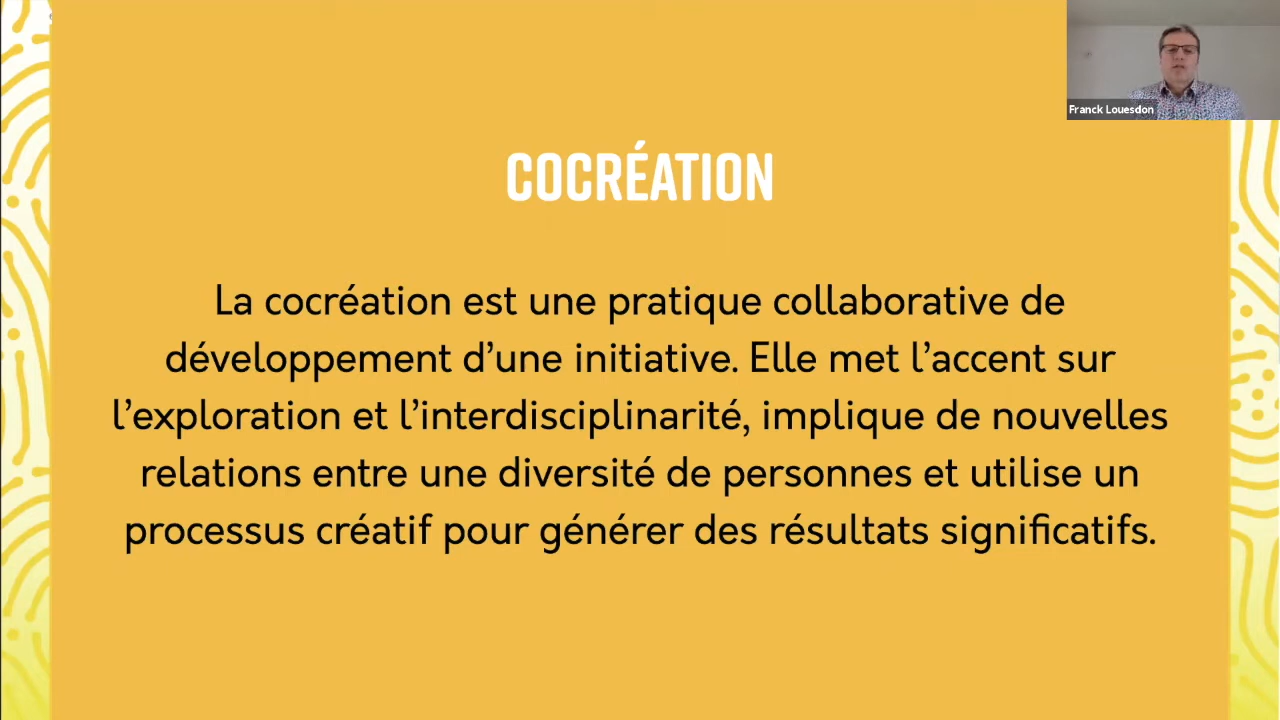 Franck Louesdon
COCRÉATION
La cocréation est une pratique collaborative de
développement d’une initiative. Elle met l’accent sur
l’exploration et l’interdisciplinarité, implique de nouvelles
relations entre une diversité de personnes et utilise un
processus créatif pour générer des résultats significatifs.